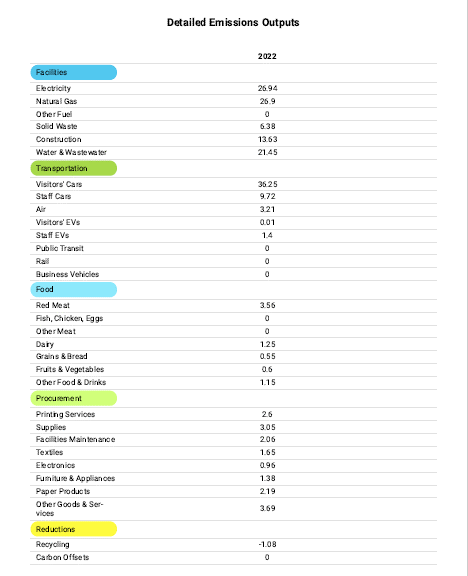 Detailed Emissions Outputs
2022
Facilities
Electricity 26.94
Natural Gas 26.9
Other Fuel 0
Solid Waste 6.38
Construction 13.63
Water & Wastewater 21.45
Transportation
Visitors' Cars 36.25
Staff Cars 9.72
Air 3.21
Visitors' EVs 0.01
Staff EVs 1.4
Public Transit 0
Rail 0
Business Vehicles 0
Food
Red Meat 3.56
Fish, Chicken, Eggs 0
Other Meat 0
Dairy 1.25
Grains & Bread 0.55
Fruits & Vegetables 0.6
Other Food & Drinks 1.15
Procurement
Printing Services 2.6
Supplies 3.05
Facilities Maintenance 2.06
Textiles 1.65
Electronics 0.96
Furniture & Appliances 1.38
Paper Products 2.19
Other Goods & Ser-
vices 3.69
Reductions
Recycling -1.08
Carbon Offsets 0